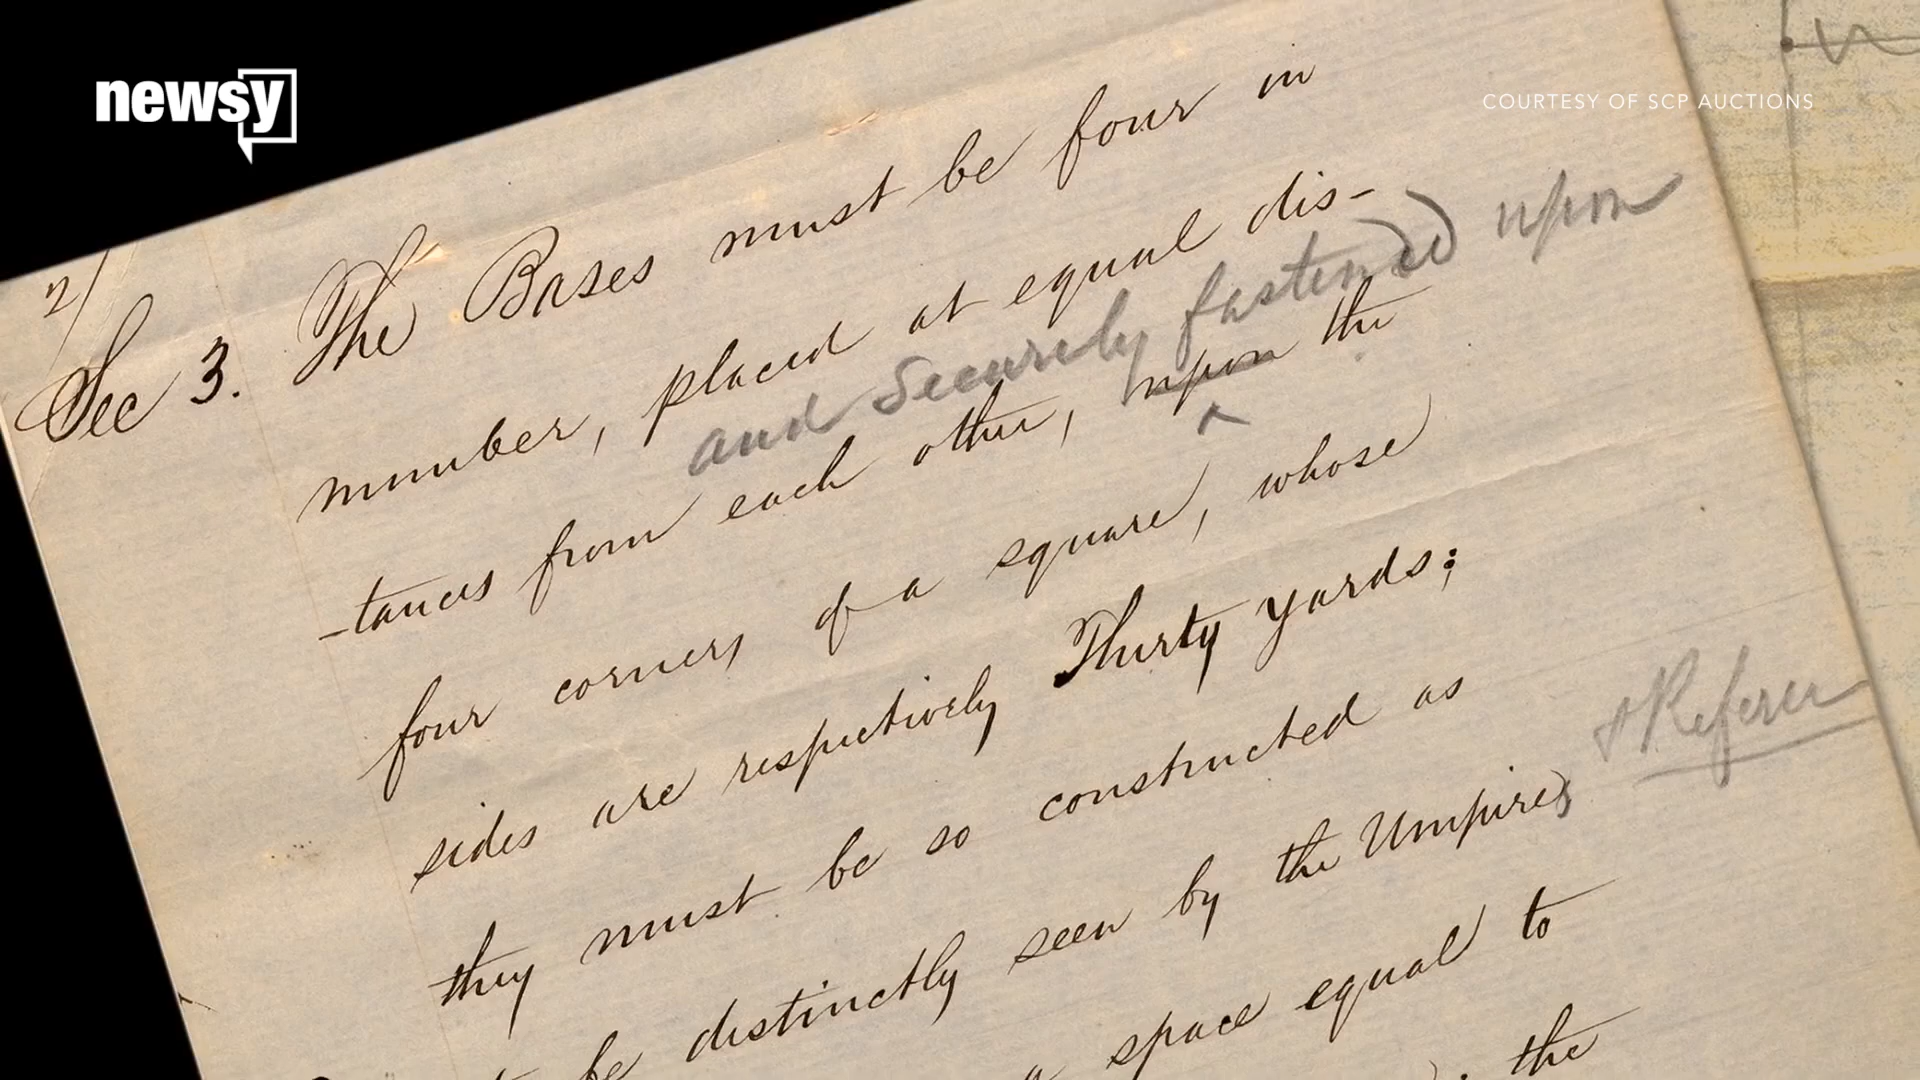 newsy
COURTESY OF SCP AUCTIONS
2/
Sec 3. The Bases must be four in
number, placed at equal dis-
and securely fastened upon
-tances from each other, upon the
four corners of a square, whose
sides are respectively Thirty yards;
they must be so constructed as
& Referee
be distinctly seen by the Umpires
space equal to
the